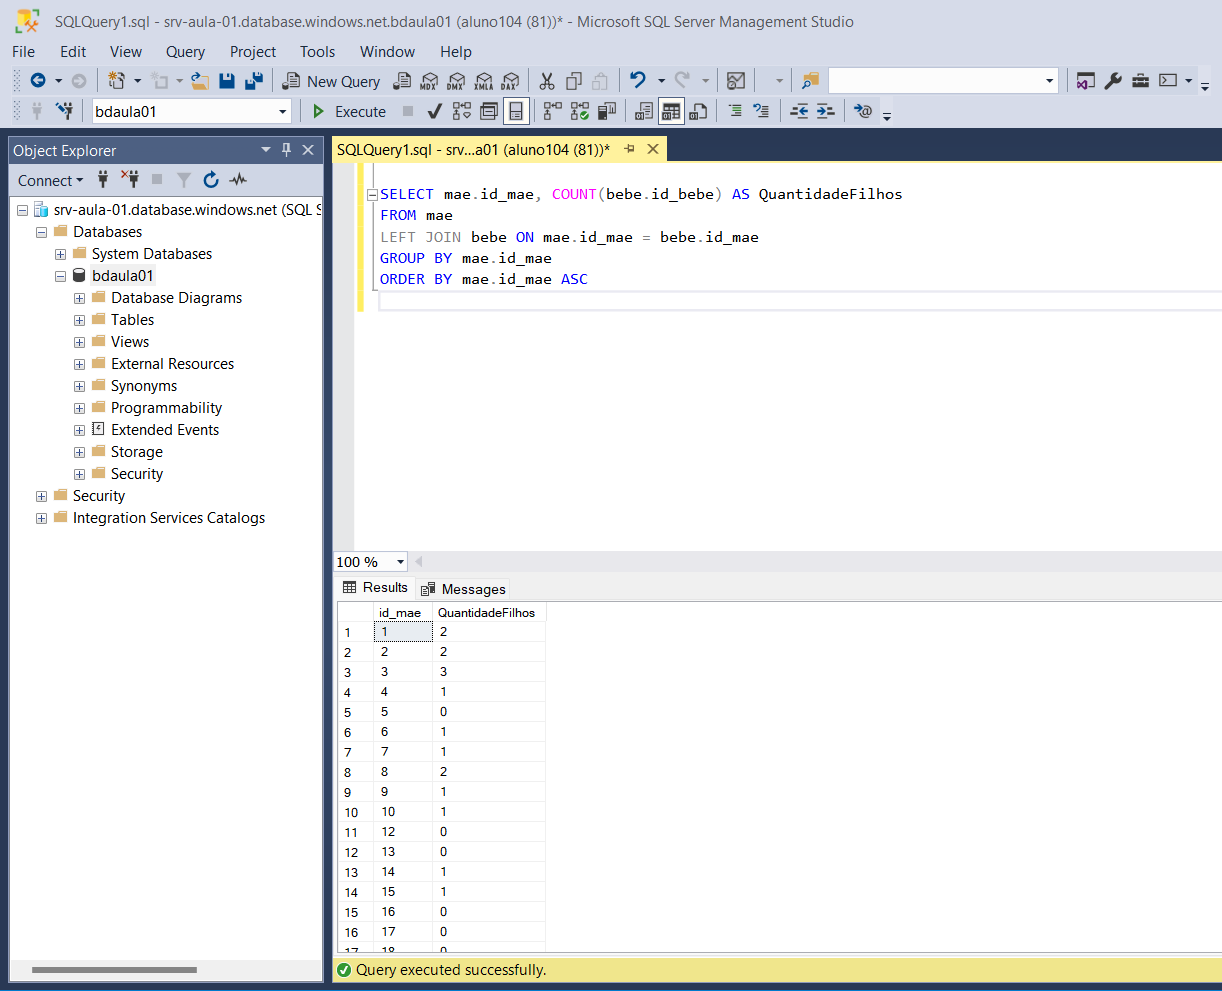 SQLQuery1.sql - srv-aula-01.database.windows.net.bdaula01 (aluno104 (81))* - Microsoft SQL Server Management Studio
File Edit View Query Project Tools Window Help
New Query MDX DMX XMLA DAX
bdaula01 Execute
Object Explorer
Connect
srv-aula-01.database.windows.net (SQL S
Databases
System Databases
bdaula01
Database Diagrams
Tables
Views
External Resources
Synonyms
Programmability
Extended Events
Storage
Security
Security
Integration Services Catalogs
SQLQuery1.sql - srv...a01 (aluno104 (81))*
SELECT mae.id_mae, COUNT(bebe.id_bebe) AS QuantidadeFilhos
FROM mae
LEFT JOIN bebe ON mae.id_mae = bebe.id_mae
GROUP BY mae.id_mae
ORDER BY mae.id_mae ASC
100 %
Results Messages
id_mae QuantidadeFilhos
1 1 2
2 2 2
3 3 3
4 4 1
5 5 0
6 6 1
7 7 1
8 8 2
9 9 1
10 10 1
11 12 0
12 13 0
13 14 1
14 15 1
15 16 0
16 17 0
17 18 0
Query executed successfully.